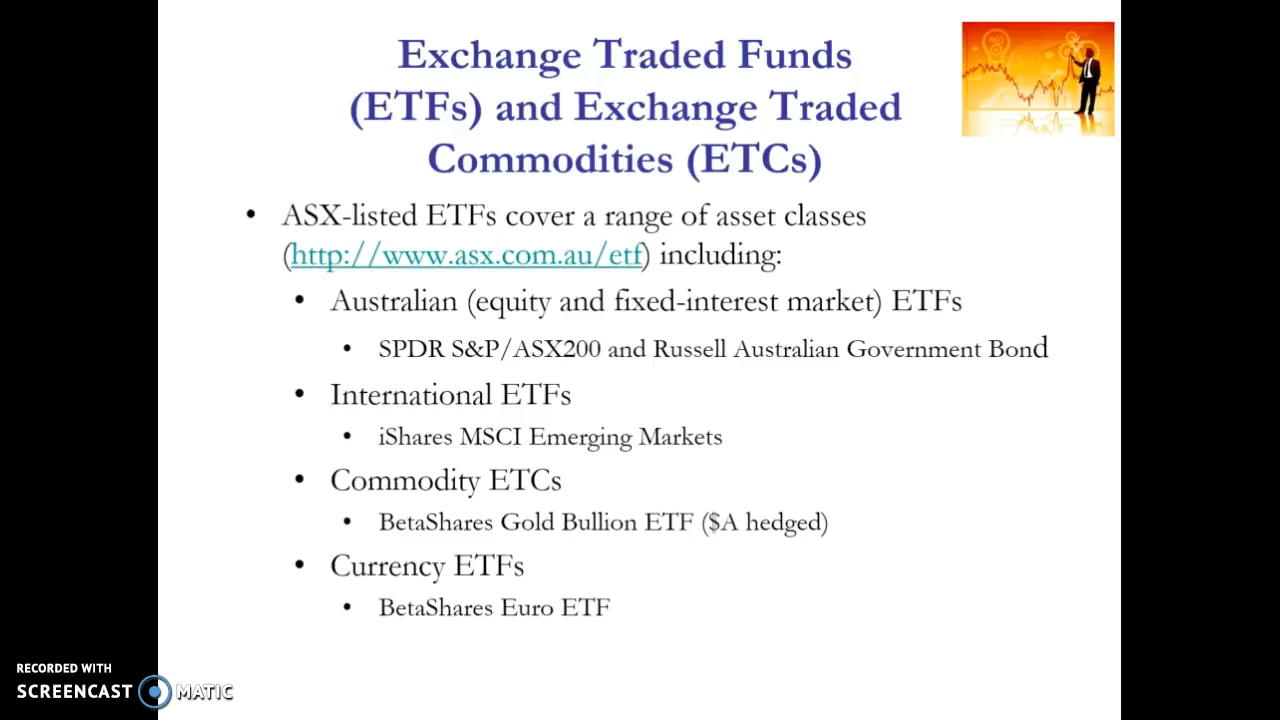 Exchange Traded Funds
(ETFs) and Exchange Traded
Commodities (ETCs)
• ASX-listed ETFs cover a range of asset classes
(http://www.asx.com.au/etf) including:
• Australian (equity and fixed-interest market) ETFs
• SPDR S&P/ASX200 and Russell Australian Government Bond
• International ETFs
• iShares MSCI Emerging Markets
• Commodity ETCs
• BetaShares Gold Bullion ETF ($A hedged)
• Currency ETFs
• BetaShares Euro ETF
RECORDED WITH
SCREENCAST MATIC